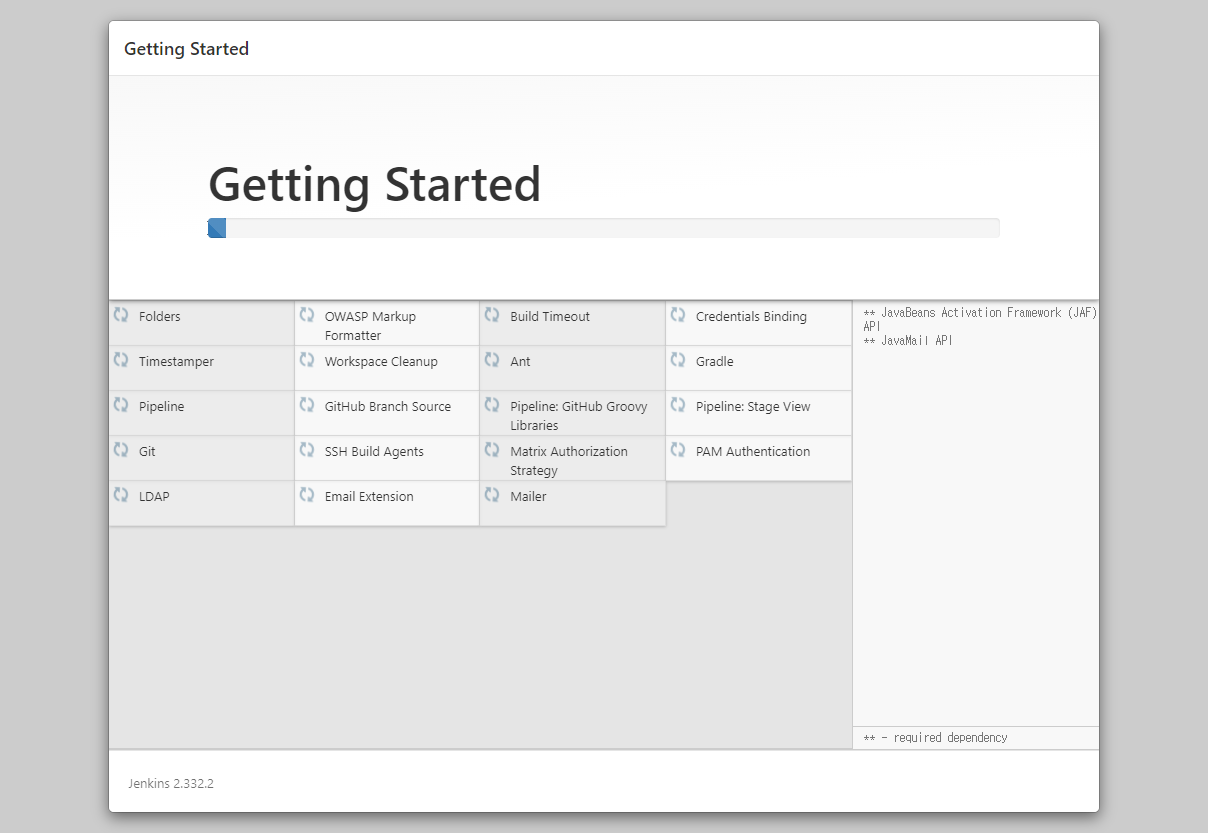 Getting Started
Getting Started
Folders
OWASP Markup
Formatter
Build Timeout
Credentials Binding
Timestamper
Workspace Cleanup
Ant
Gradle
Pipeline
GitHub Branch Source
Pipeline: GitHub Groovy
Libraries
Pipeline: Stage View
Git
SSH Build Agents
Matrix Authorization
Strategy
PAM Authentication
LDAP
Email Extension
Mailer
** JavaBeans Activation Framework (JAF)
API
** JavaMail API
** - required dependency
Jenkins 2.332.2